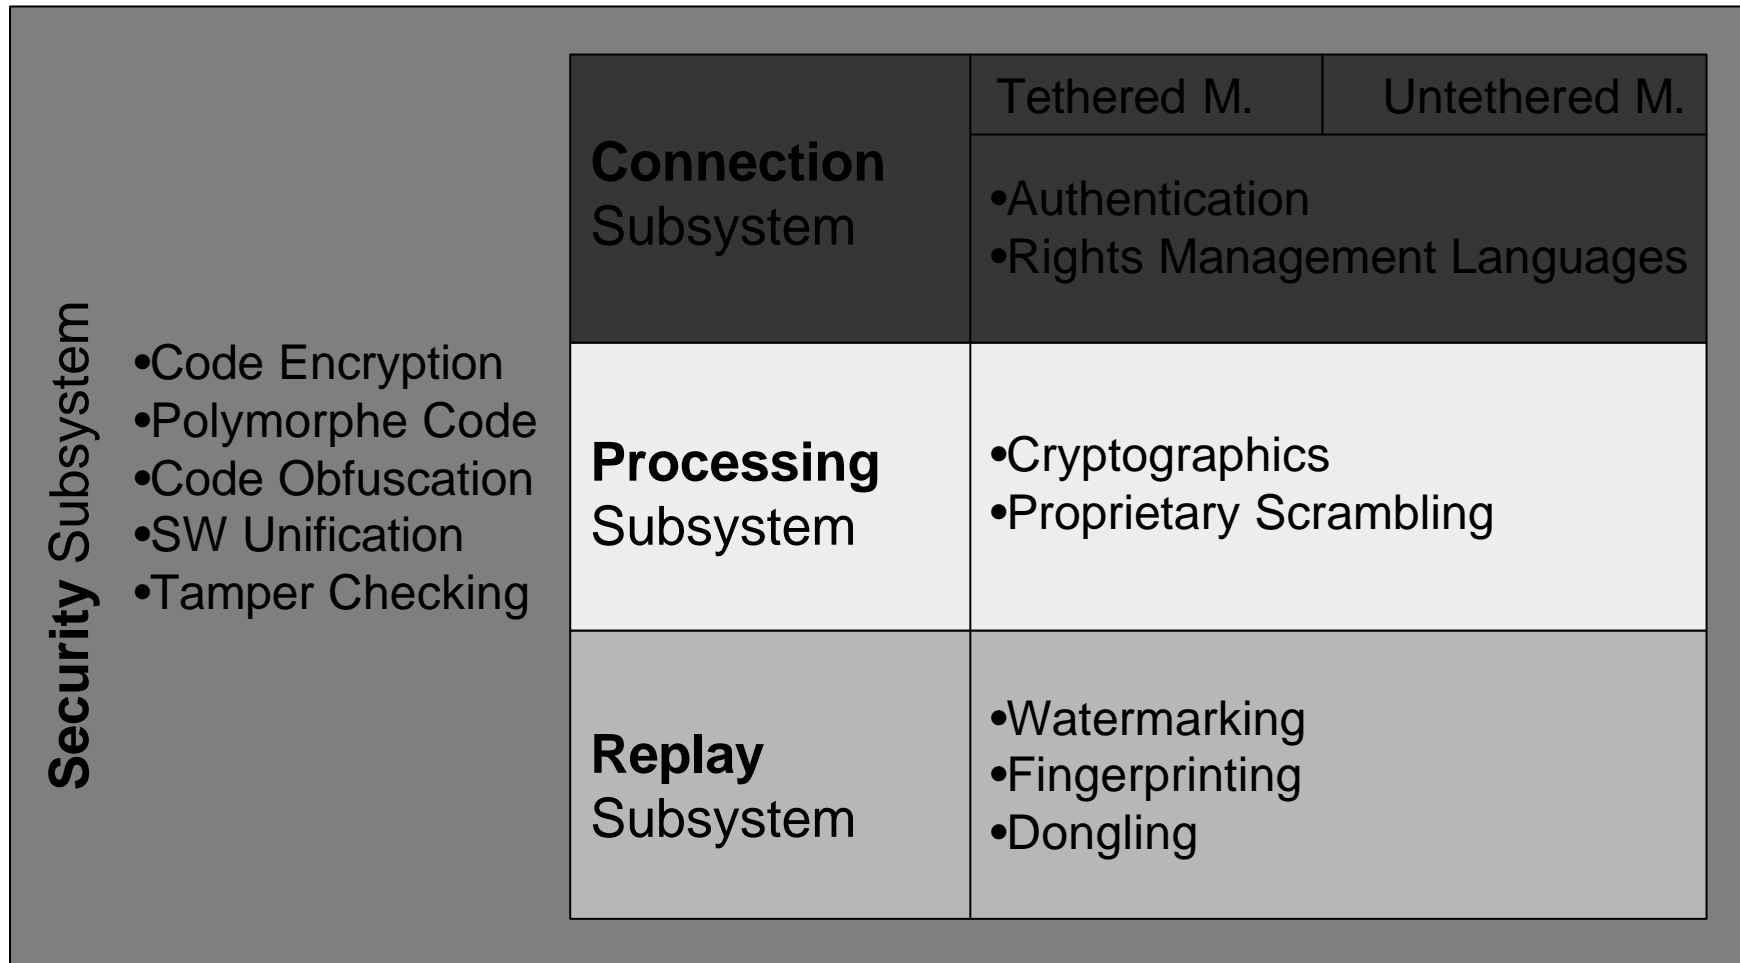 Security Subsystem
•Code Encryption
•Polymorphe Code
•Code Obfuscation
•SW Unification
•Tamper Checking
Connection
Subsystem
Tethered M.
Untethered M.
•Authentication
•Rights Management Languages
Processing
Subsystem
•Cryptographics
•Proprietary Scrambling
Replay
Subsystem
•Watermarking
•Fingerprinting
•Dongling